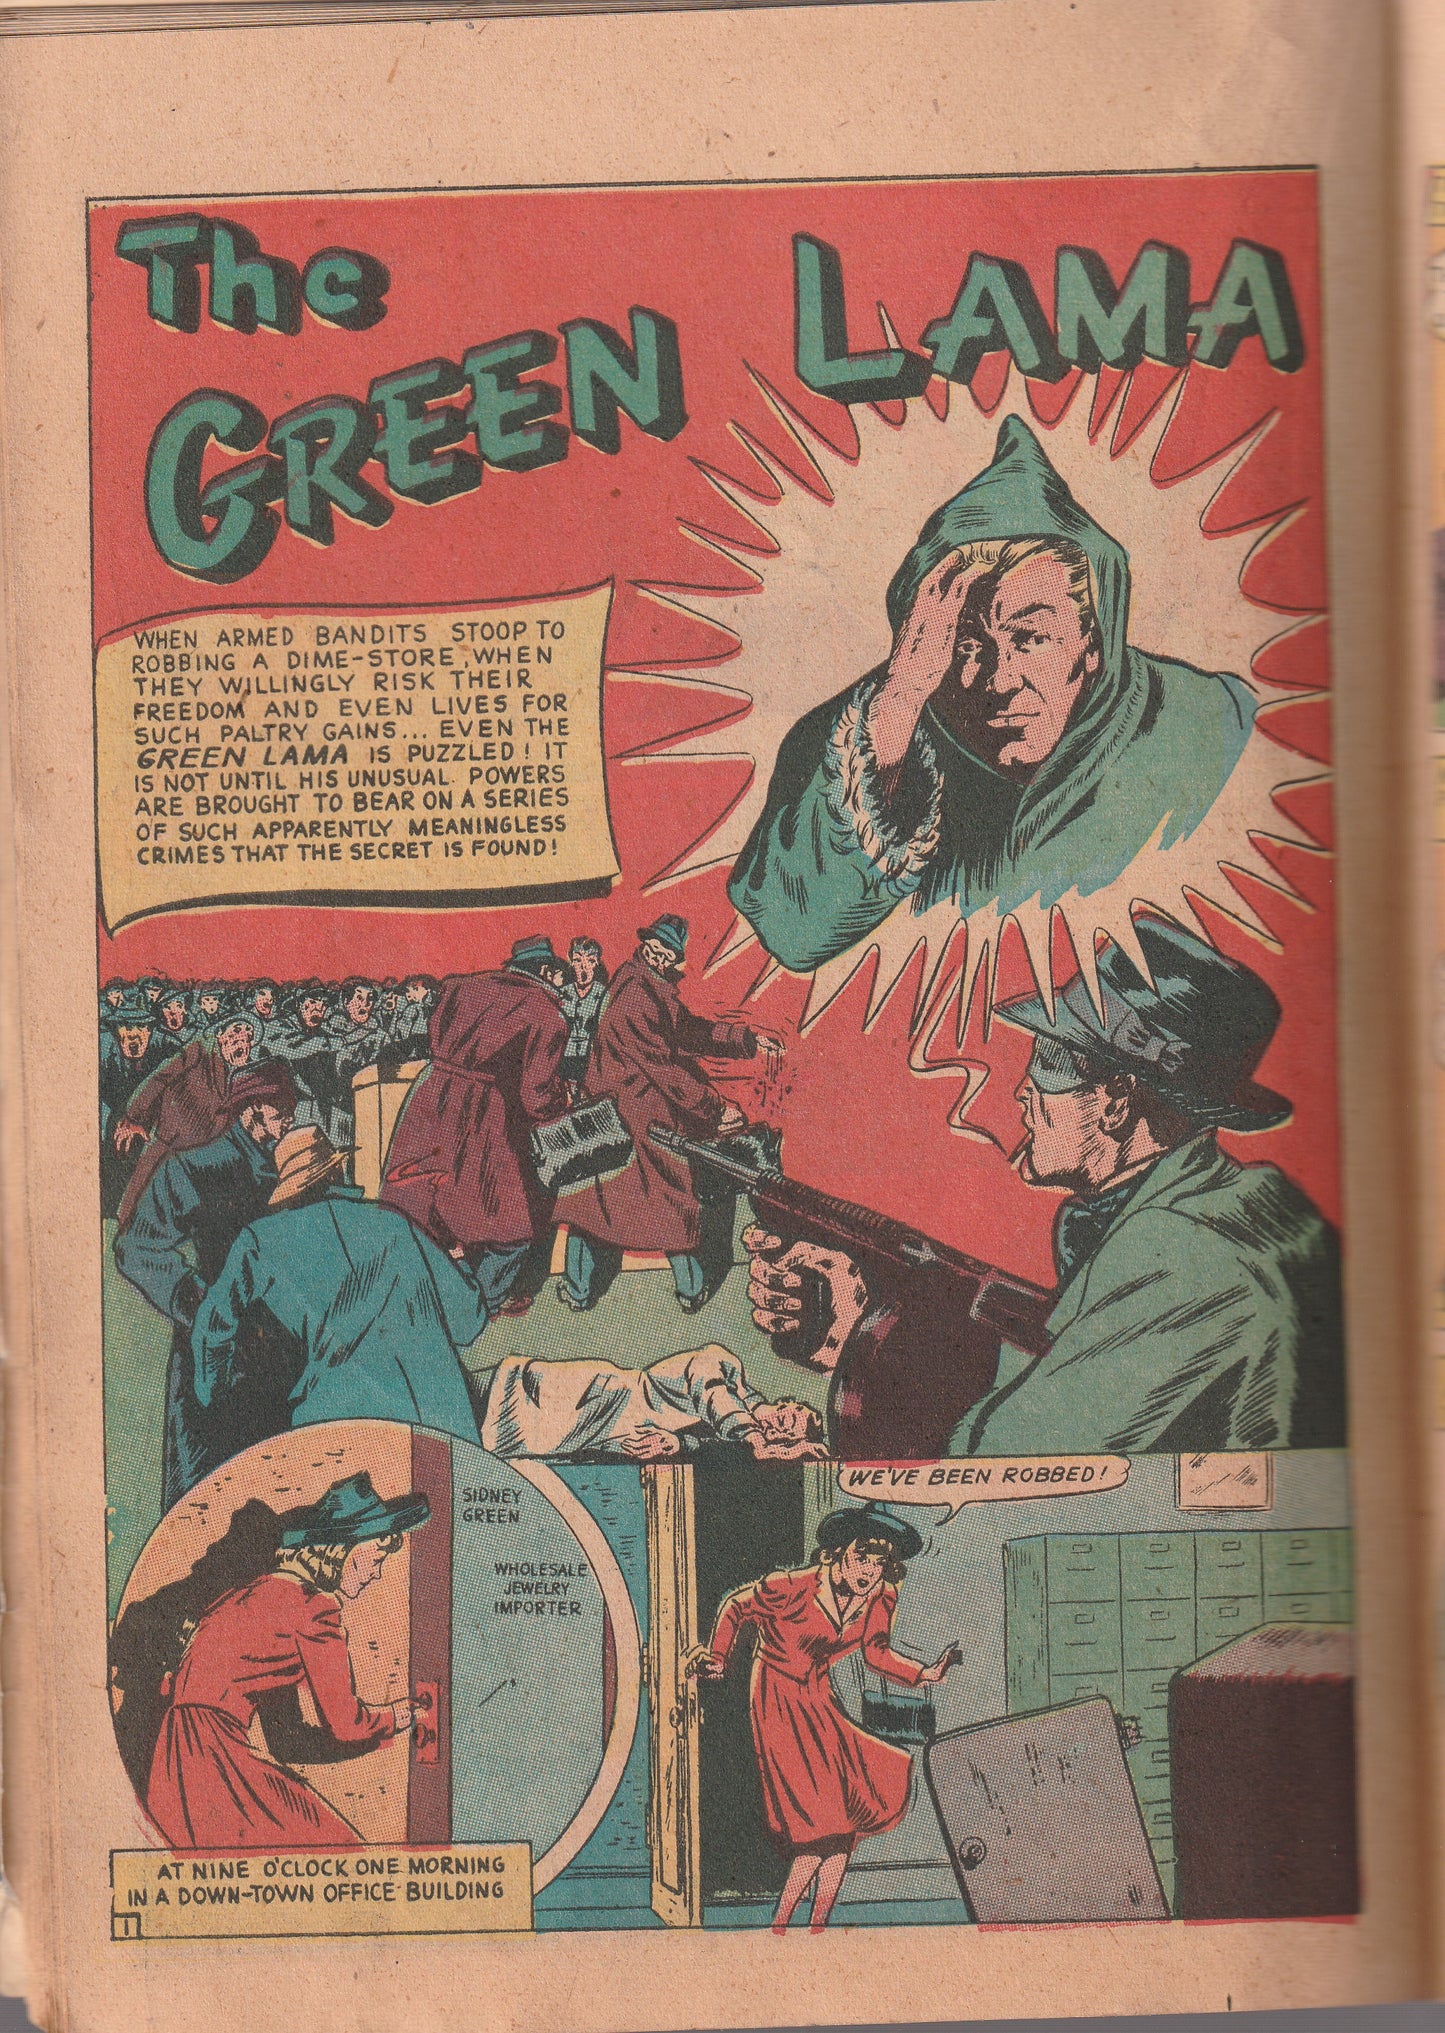 The
GREEN LAMA
WHEN ARMED BANDITS STOOP TO
ROBBING A DIME-STORE, WHEN
THEY WILLINGLY RISK THEIR
FREEDOM AND EVEN LIVES FOR
SUCH PALTRY GAINS... EVEN THE
GREEN LAMA IS PUZZLED! IT
IS NOT UNTIL HIS UNUSUAL POWERS
ARE BROUGHT TO BEAR ON A SERIES
OF SUCH APPARENTLY MEANINGLESS
CRIMES THAT THE SECRET IS FOUND!
SIDNEY
GREEN
WHOLESALE
JEWELRY
IMPORTER
AT NINE O'CLOCK ONE MORNING
IN A DOWN-TOWN OFFICE BUILDING
1
WE'VE BEEN ROBBED!